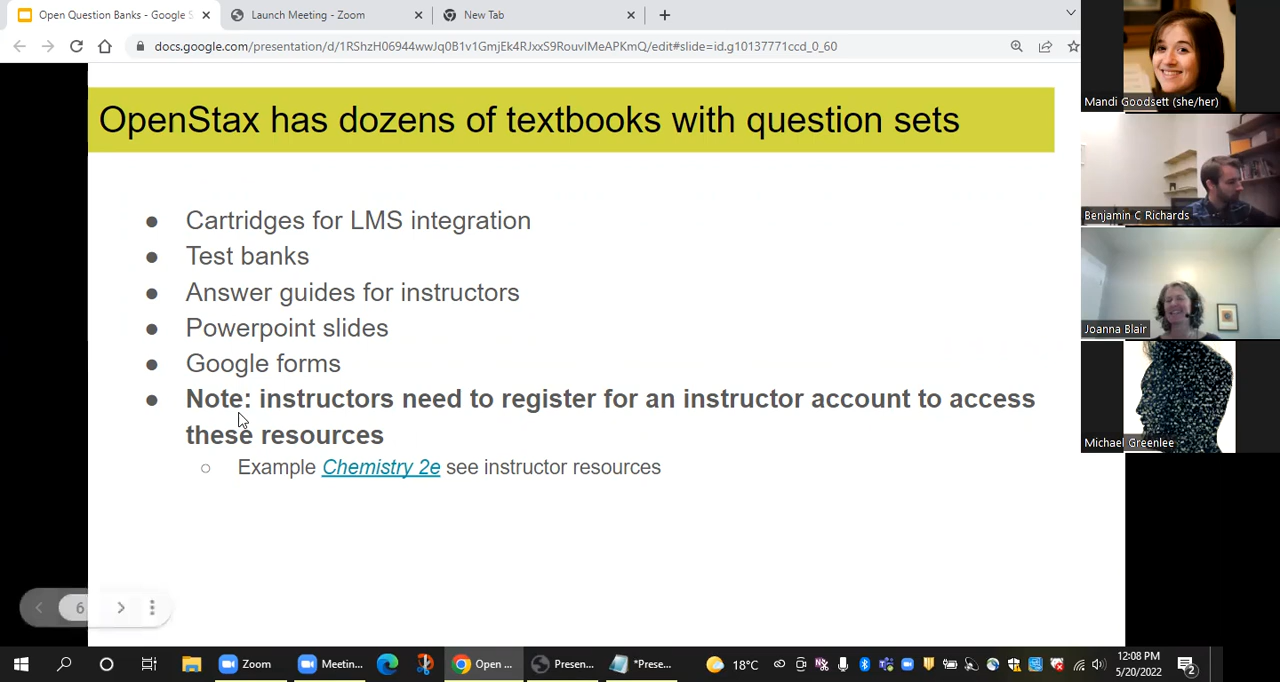 Open Question Banks - Google S
Launch Meeting - Zoom
New Tab
docs.google.com/presentation/d/1RShzH06944wwJq0B1v1GmjEk4RJxxS9RouvIMeAPKmQ/edit#slide=id.g10137771ccd_0_60
OpenStax has dozens of textbooks with question sets
● Cartridges for LMS integration
● Test banks
● Answer guides for instructors
● Powerpoint slides
● Google forms
● Note: instructors need to register for an instructor account to access
these resources
○ Example Chemistry 2e see instructor resources
Mandi Goodsett (she/her)
Benjamin C Richards
Joanna Blair
Michael Greenlee
6
Zoom
Meetin...
Open ...
Presen...
*Prese...
18°C
12:08 PM
5/20/2022
2